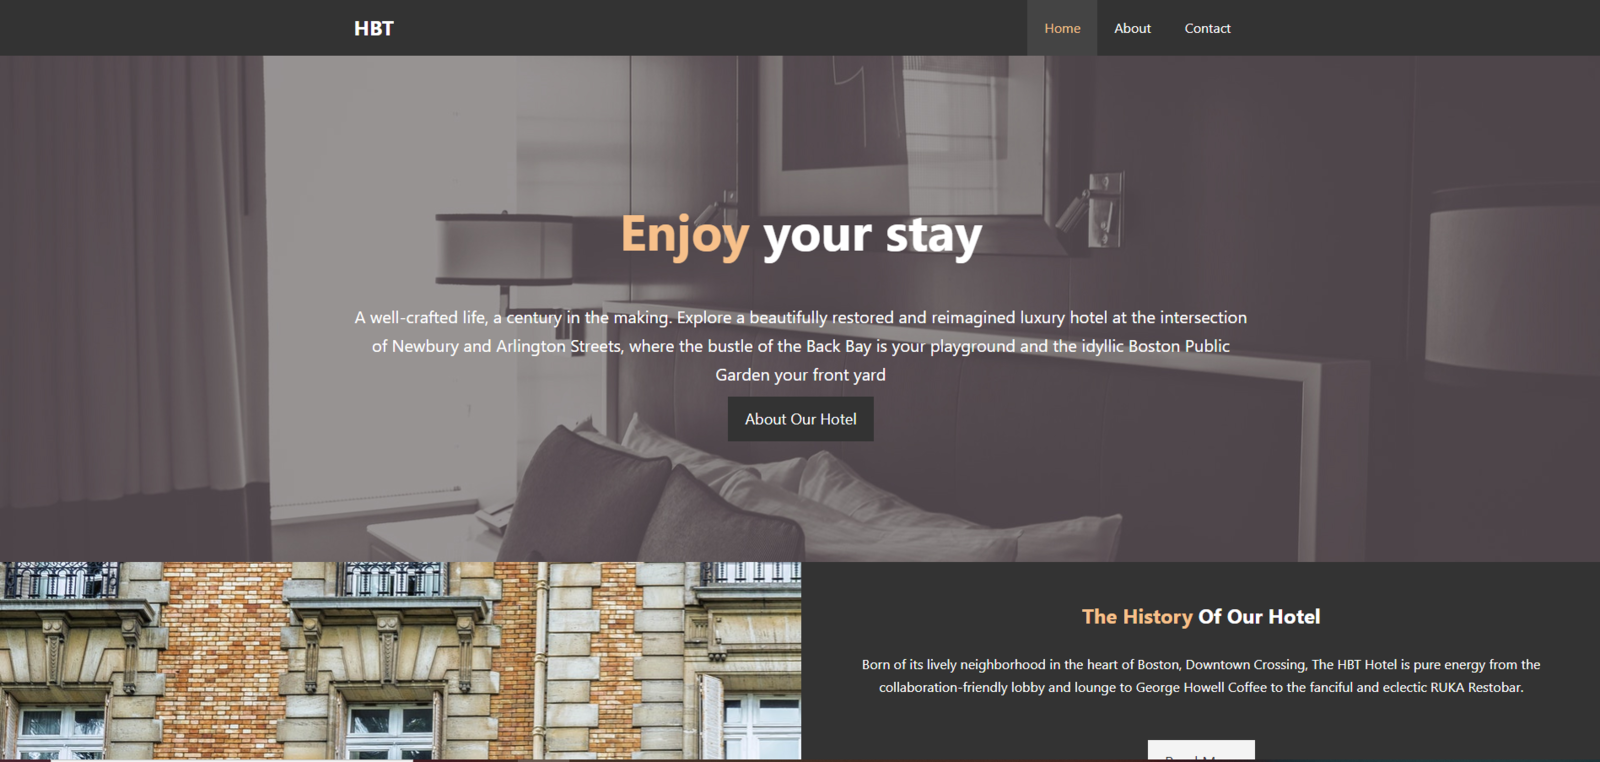 HBT
Home
About
Contact
Enjoy your stay
A well-crafted life, a century in the making. Explore a beautifully restored and reimagined luxury hotel at the intersection
of Newbury and Arlington Streets, where the bustle of the Back Bay is your playground and the idyllic Boston Public
Garden your front yard
About Our Hotel
The History Of Our Hotel
Born of its lively neighborhood in the heart of Boston, Downtown Crossing, The HBT Hotel is pure energy from the
collaboration-friendly lobby and lounge to George Howell Coffee to the fanciful and eclectic RUKA Restobar.